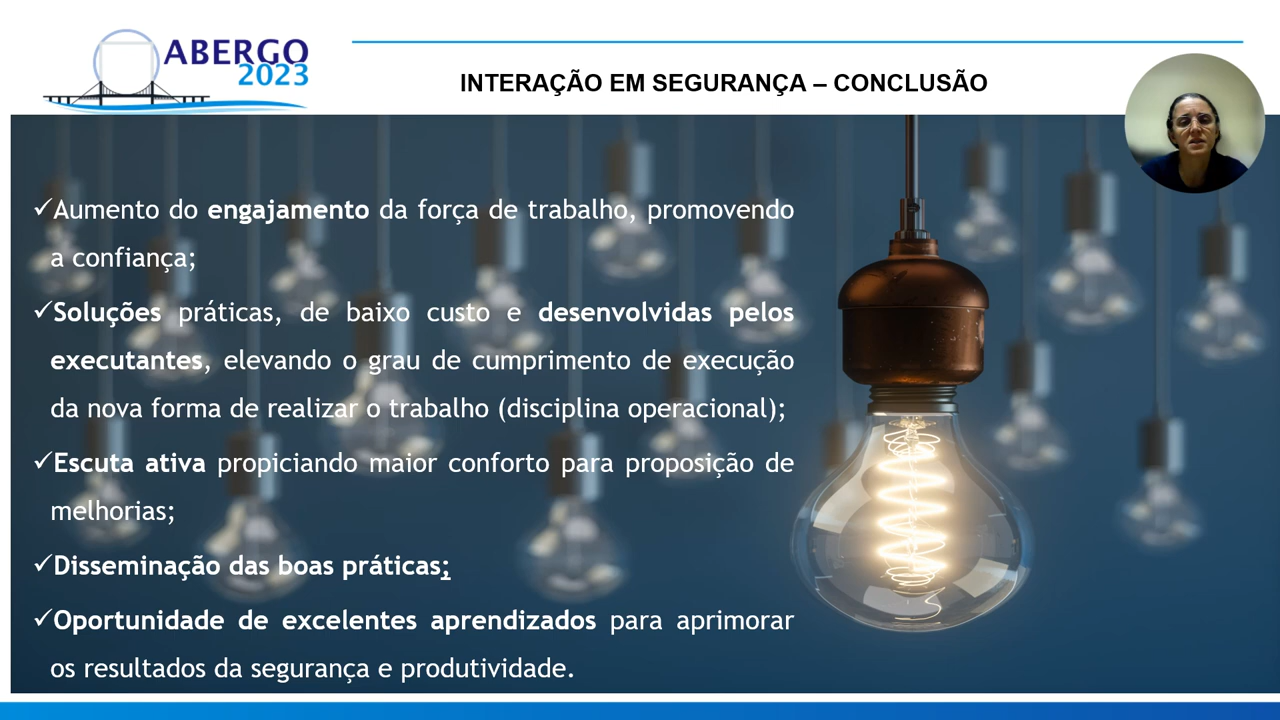 ABERGO
2023
INTERAÇÃO EM SEGURANÇA – CONCLUSÃO
✓Aumento do engajamento da força de trabalho, promovendo
a confiança;
✓Soluções práticas, de baixo custo e desenvolvidas pelos
executantes, elevando o grau de cumprimento de execução
da nova forma de realizar o trabalho (disciplina operacional);
✓Escuta ativa propiciando maior conforto para proposição de
melhorias;
✓Disseminação das boas práticas;
✓Oportunidade de excelentes aprendizados para aprimorar
os resultados da segurança e produtividade.